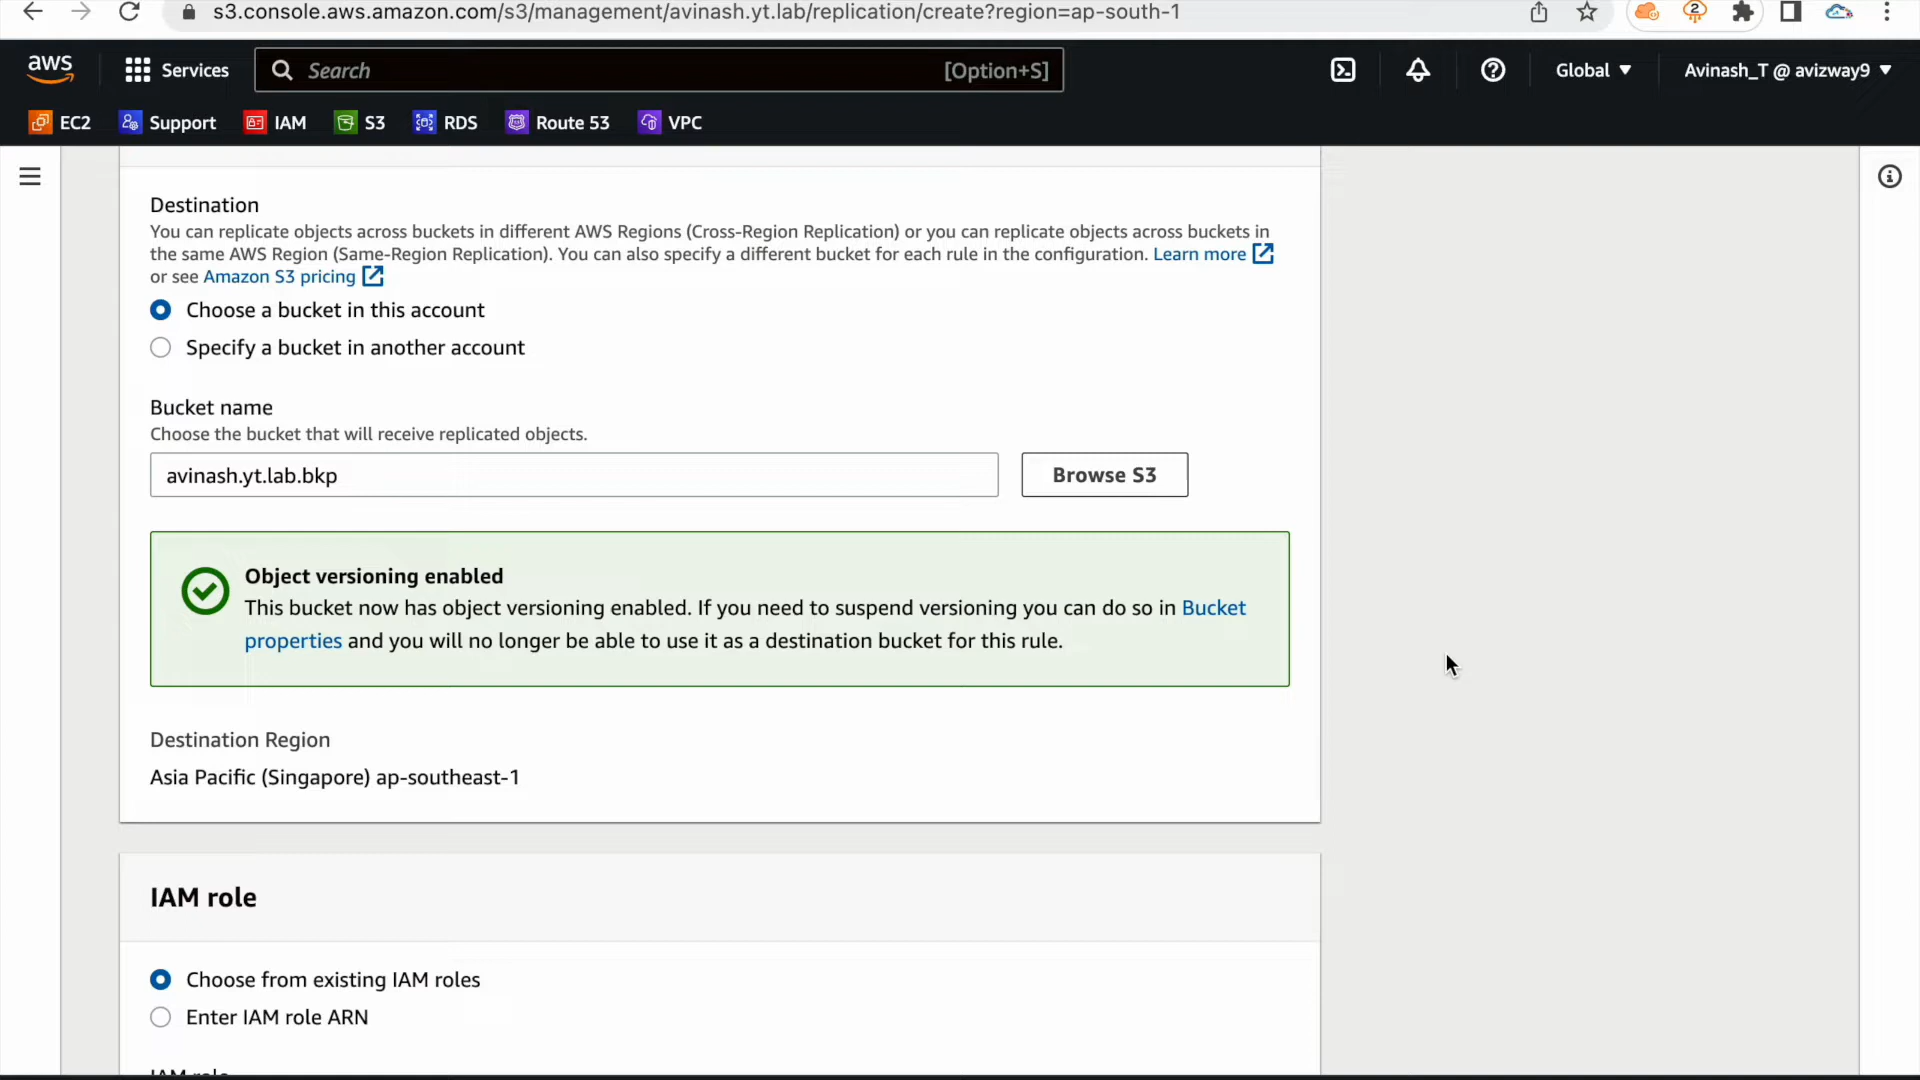 s3.console.aws.amazon.com/s3/management/avinash.yt.lab/replication/create?region=ap-south-1
2
aws
Services
Search
[Option+S]
Global
Avinash_T @ avizway9
EC2
Support
IAM
S3
RDS
Route 53
VPC
Destination
You can replicate objects across buckets in different AWS Regions (Cross-Region Replication) or you can replicate objects across buckets in
the same AWS Region (Same-Region Replication). You can also specify a different bucket for each rule in the configuration. Learn more
or see Amazon S3 pricing
Choose a bucket in this account
Specify a bucket in another account
Bucket name
Choose the bucket that will receive replicated objects.
avinash.yt.lab.bkp
Browse S3
Object versioning enabled
This bucket now has object versioning enabled. If you need to suspend versioning you can do so in Bucket
properties and you will no longer be able to use it as a destination bucket for this rule.
Destination Region
Asia Pacific (Singapore) ap-southeast-1
IAM role
Choose from existing IAM roles
Enter IAM role ARN
IAM role